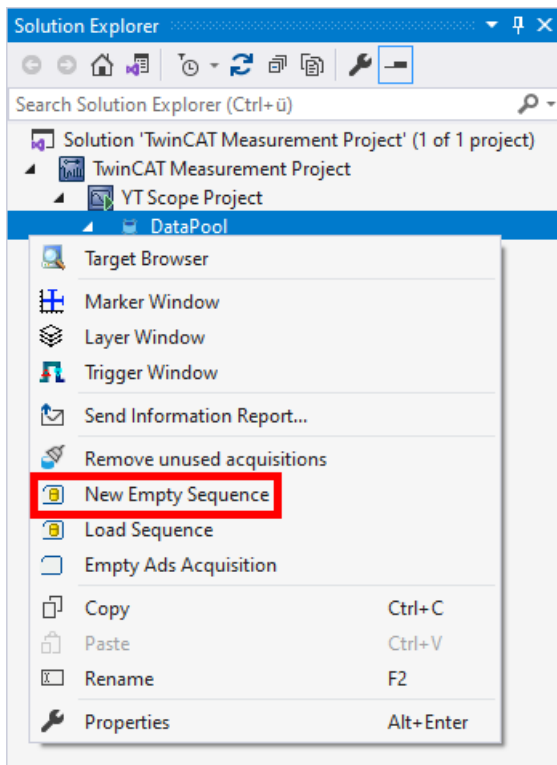 Solution Explorer
Search Solution Explorer (Ctrl+ü)
Solution 'TwinCAT Measurement Project' (1 of 1 project)
TwinCAT Measurement Project
YT Scope Project
DataPool
Target Browser
Marker Window
Layer Window
Trigger Window
Send Information Report...
Remove unused acquisitions
New Empty Sequence
Load Sequence
Empty Ads Acquisition
Copy Ctrl+C
Paste Ctrl+V
Rename F2
Properties Alt+Enter